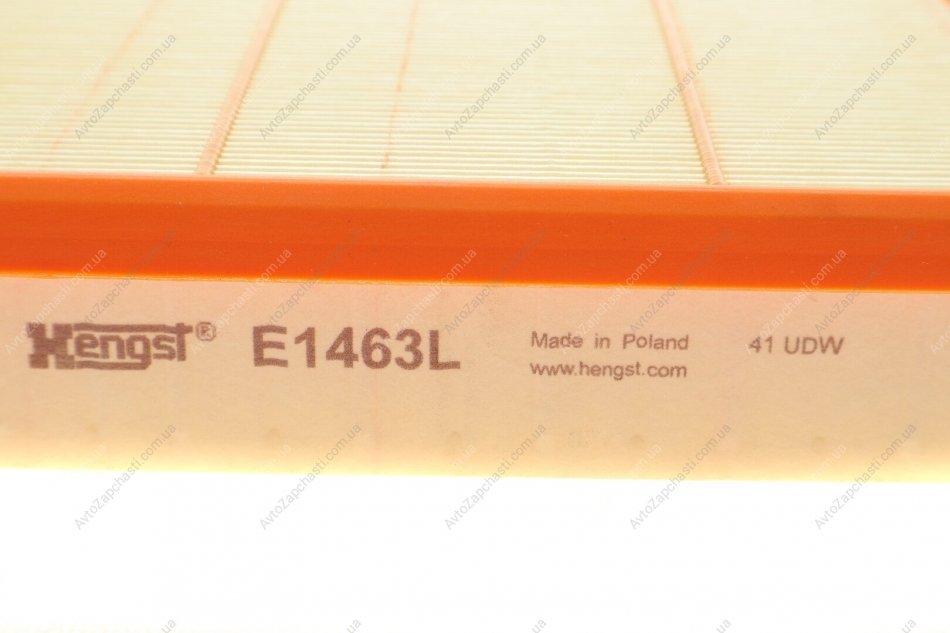 Hengst® E1463L Made in Poland 41 UDW
www.hengst.com
AvtoZapchasti.com.ua